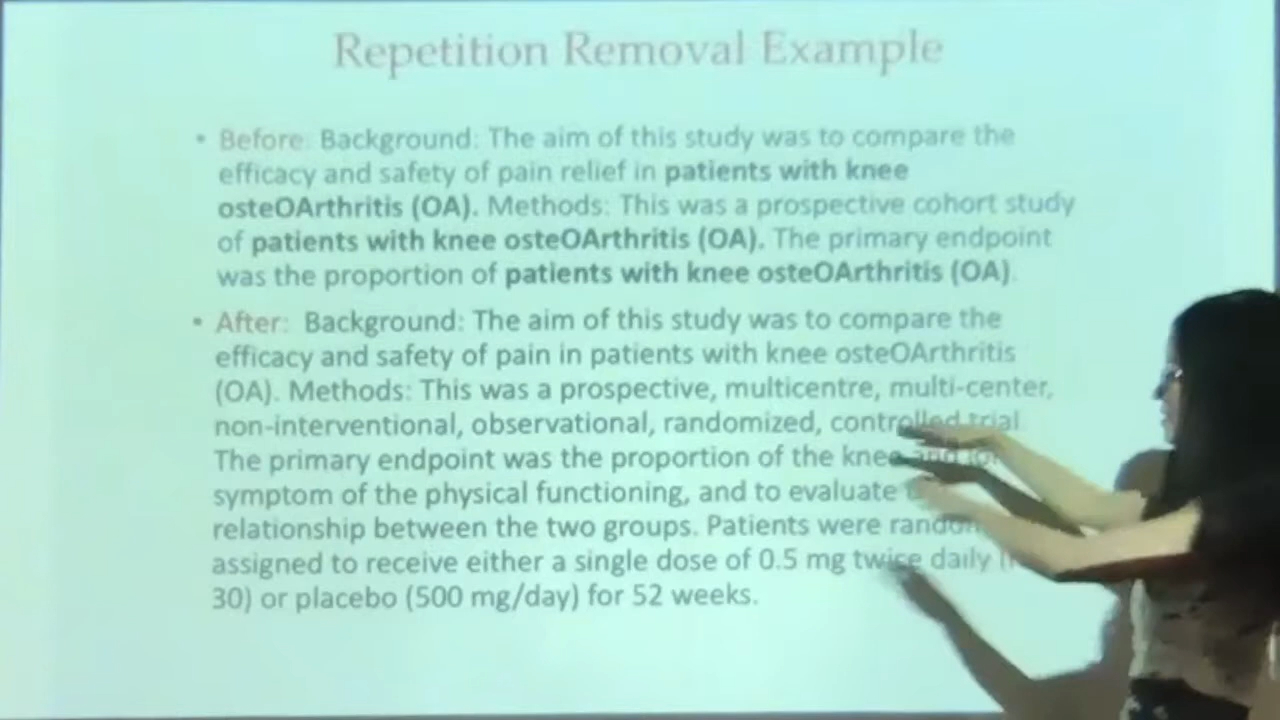 Repetition Removal Example
• Before: Background: The aim of this study was to compare the
efficacy and safety of pain relief in patients with knee
osteOArthritis (OA). Methods: This was a prospective cohort study
of patients with knee osteOArthritis (OA). The primary endpoint
was the proportion of patients with knee osteOArthritis (OA).
• After: Background: The aim of this study was to compare the
efficacy and safety of pain in patients with knee osteOArthritis
(OA). Methods: This was a prospective, multicentre, multi-center,
non-interventional, observational, randomized, controlled trial.
The primary endpoint was the proportion of the knee and
symptom of the physical functioning, and to evaluate
relationship between the two groups. Patients were
assigned to receive either a single dose of 0.5 mg twice daily
30) or placebo (500 mg/day) for 52 weeks.